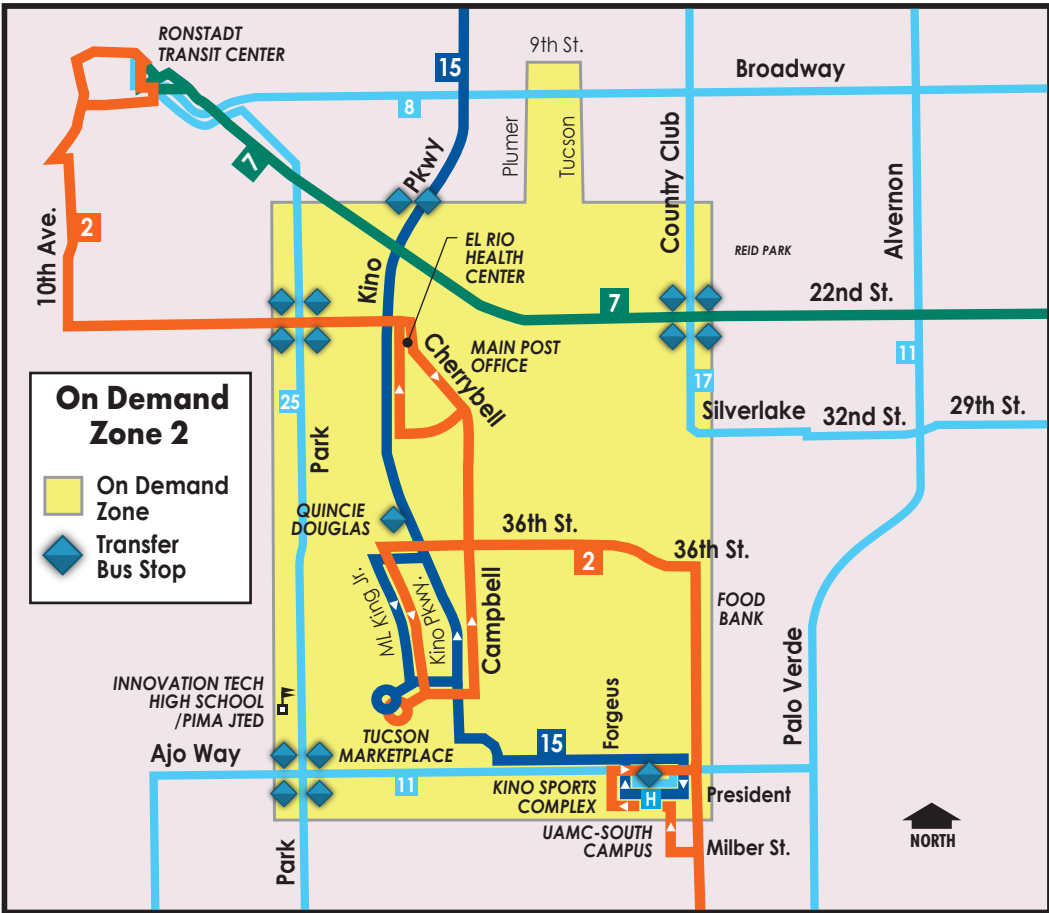 RONSTADT
TRANSIT CENTER
9th St.
15
Broadway
8
Pkwy
Plumer
Tucson
Country Club
Alvernon
7
10th Ave.
2
Kino
EL RIO
HEALTH
CENTER
REID PARK
22nd St.
7
MAIN POST
OFFICE
Cherrybell
11
17
25
Silverlake
32nd St.
29th St.
On Demand
Zone 2
On Demand
Zone
Transfer
Bus Stop
Park
QUINCIE
DOUGLAS
36th St.
2
36th St.
ML King Jr.
Kino Pkwy.
Campbell
FOOD
BANK
Palo Verde
INNOVATION TECH
HIGH SCHOOL
/PIMA JTED
TUCSON
MARKETPLACE
Forgeus
Ajo Way
15
11
KINO SPORTS
COMPLEX
H
President
UAMC-SOUTH
CAMPUS
Milber St.
Park
NORTH